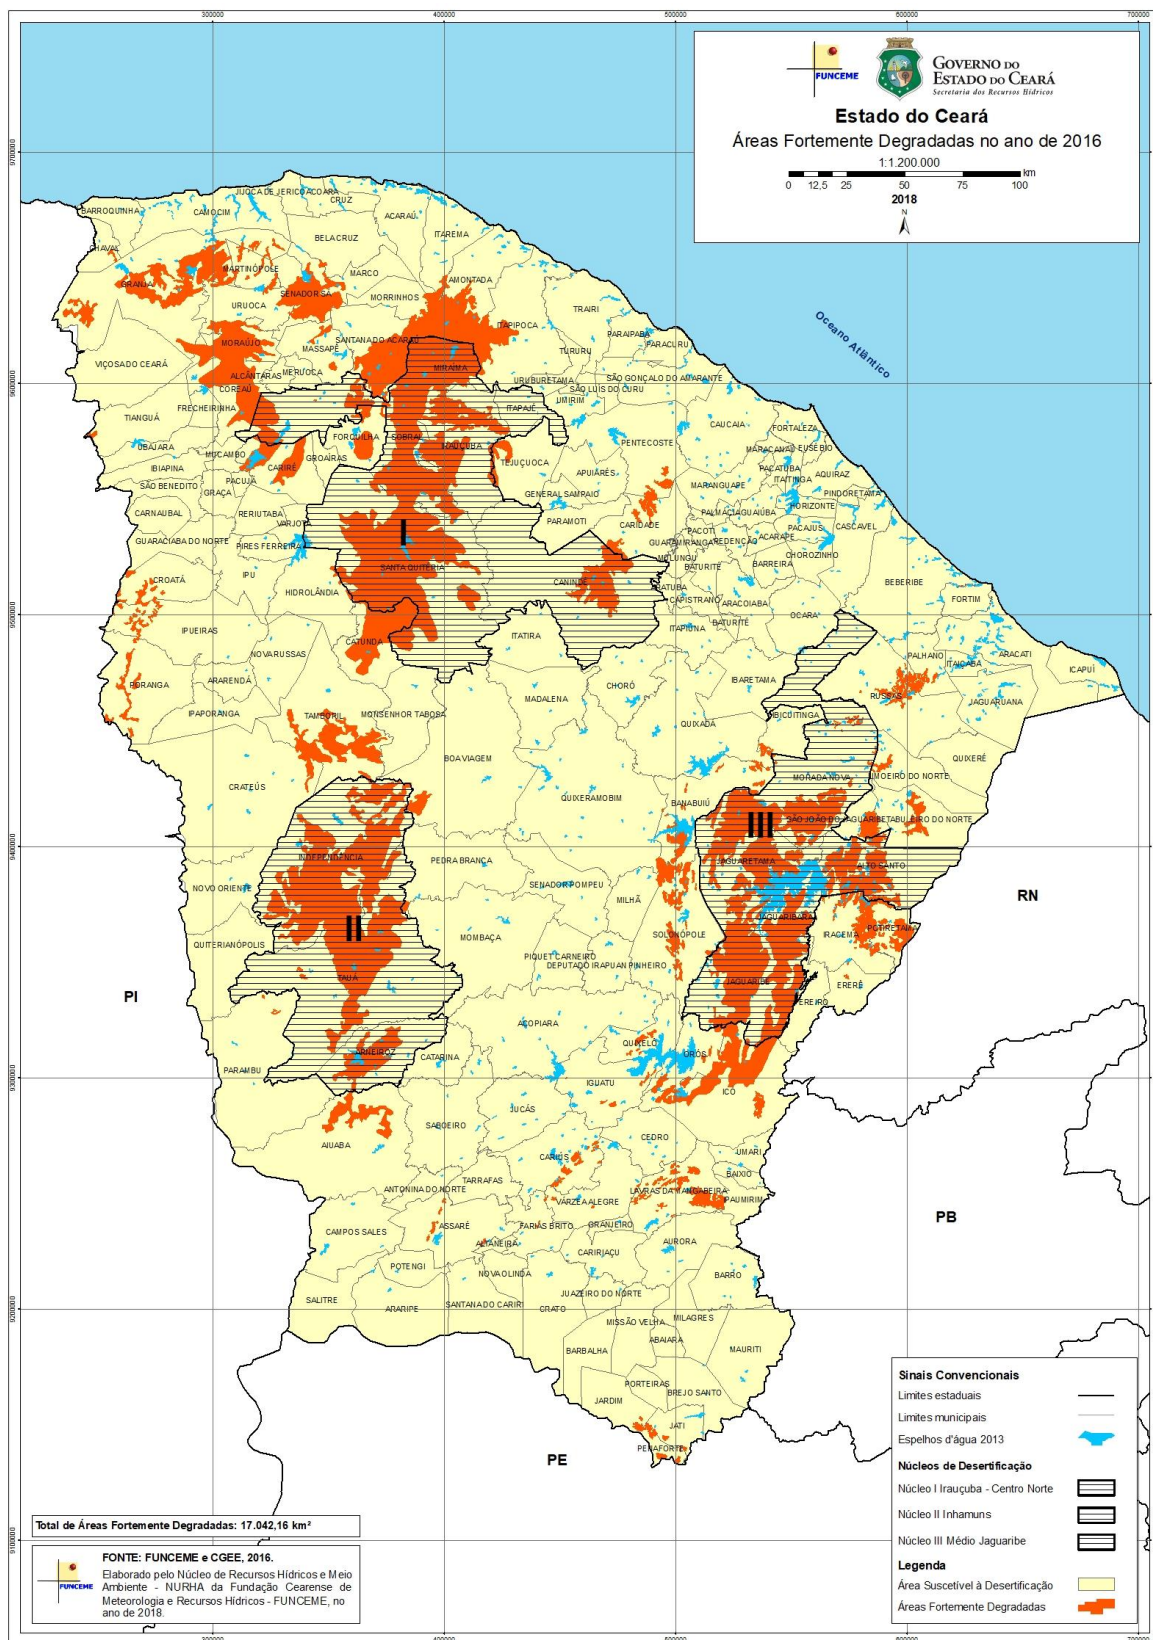 300000 400000 500000 600000 700000
FUNCEME
GOVERNO DO
ESTADO DO CEARÁ
Secretaria dos Recursos Hídricos
Estado do Ceará
Áreas Fortemente Degradadas no ano de 2016
1:1.200.000
0 12,5 25 50 75 100 km
2018
N
9700000
JIJOCA DE JERICOACOARA
CRUZ
BARROQUINHA
CAMOCIM
ACARAÚ
ITAREMA
BELA CRUZ
CHAVAL
MARTINÓPOLE
MARCO
AMONTADA
GRANJA
SENADOR SÁ
MORRINHOS
URUOCA
TRAIRI
Oceano Atlântico
ITAPIPOCA
PARAIPABA
MORAÚJO
SANTANA DO ACARAÚ
PARACURU
MASSAPÊ
TURURU
VIÇOSA DO CEARÁ
MERUOCA
MIRAÍMA
ALCÂNTARAS
URUBURETAMA
SÃO GONÇALO DO AMARANTE
9600000
COREAÚ
SÃO LUÍS DO CURU
UMIRIM
FRECHEIRINHA
ITAPAJÉ
TIANGUÁ
CAUCAIA
FORTALEZA
FORQUILHA
SOBRAL
PENTECOSTE
UBAJARA
IRAUÇUBA
MARACANAÚ
EUSÉBIO
MUCAMBO
GROAÍRAS
TEJUÇUOCA
IBIAPINA
CARIRÉ
PACATUBA
APUIARÉS
AQUIRAZ
ITAITINGA
PACUJÁ
SÃO BENEDITO
MARANGUAPE
GRAÇA
GENERAL SAMPAIO
PINDORETAMA
HORIZONTE
CARNAUBAL
RERIUTABA
PALMÁCIA
GUAIÚBA
VARJOTA
PARAMOTI
CARIDADE
PACAJUS
CASCAVEL
PACOTI
I
GUARACIABA DO NORTE
ACARAPE
GUARAMIRANGA
REDENÇÃO
PIRES FERREIRA
CHOROZINHO
MULUNGU
BARREIRA
SANTA QUITÉRIA
BATURITÉ
IPU
CROATÁ
CANINDÉ
BEBERIBE
ARATUBA
HIDROLÂNDIA
CAPISTRANO
FORTIM
ARACOIABA
OCARA
BATURITÉ
ITAPIÚNA
IPUEIRAS
ITATIRA
CATUNDA
NOVA RUSSAS
PALHANO
ARACATI
ITAIÇABA
ICAPUÍ
ARARENDÁ
IBARETAMA
PORANGA
CHORÓ
RUSSAS
MADALENA
JAGUARUANA
IPAPORANGA
TAMBORIL
MONSENHOR TABOSA
IBICUITINGA
QUIXADÁ
BOA VIAGEM
QUIXERÉ
MORADA NOVA
LIMOEIRO DO NORTE
CRATEÚS
QUIXERAMOBIM
BANABUIÚ
III
SÃO JOÃO DO JAGUARIBE
TABULEIRO DO NORTE
9400000
INDEPENDÊNCIA
PEDRA BRANCA
JAGUARETAMA
ALTO SANTO
NOVO ORIENTE
SENADOR POMPEU
RN
MILHÃ
JAGUARIBARA
II
POTIRETAMA
IRACEMA
SOLONÓPOLE
MOMBAÇA
QUITERIANÓPOLIS
PIQUET CARNEIRO
DEPUTADO IRAPUAN PINHEIRO
TAUÁ
JAGUARIBE
ERERÊ
PI
PEREIRO
ACOPIARA
QUIXELÔ
ARNEIROZ
CATARINA
ORÓS
PARAMBU
IGUATU
ICÓ
JUCÁS
SABOEIRO
AIUABA
CEDRO
UMARI
CARIÚS
BAIXIO
TARRAFAS
ANTONINA DO NORTE
LAVRAS DA MANGABEIRA
IPAUMIRIM
VÁRZEA ALEGRE
PB
ASSARÉ
FARIAS BRITO
GRANJEIRO
CAMPOS SALES
ALTANEIRA
AURORA
CARIRIAÇU
POTENGI
NOVA OLINDA
BARRO
JUAZEIRO DO NORTE
SALITRE
SANTANA DO CARIRI
ARARIPE
CRATO
9200000
MISSÃO VELHA
MILAGRES
ABAIARA
MAURITI
BARBALHA
PORTEIRAS
BREJO SANTO
JARDIM
JATI
PENAFORTE
PE
Sinais Convencionais
Limites estaduais
Limites municipais
Espelhos d'água 2013
Núcleos de Desertificação
Núcleo I Irauçuba - Centro Norte
Núcleo II Inhamuns
Núcleo III Médio Jaguaribe
Legenda
Área Suscetível à Desertificação
Áreas Fortemente Degradadas
Total de Áreas Fortemente Degradadas: 17.042,16 km²
FONTE: FUNCEME e CGEE, 2016.
Elaborado pelo Núcleo de Recursos Hídricos e Meio
Ambiente - NURHA da Fundação Cearense de
Meteorologia e Recursos Hídricos - FUNCEME, no
ano de 2018.
FUNCEME
300000 400000 500000 600000 700000